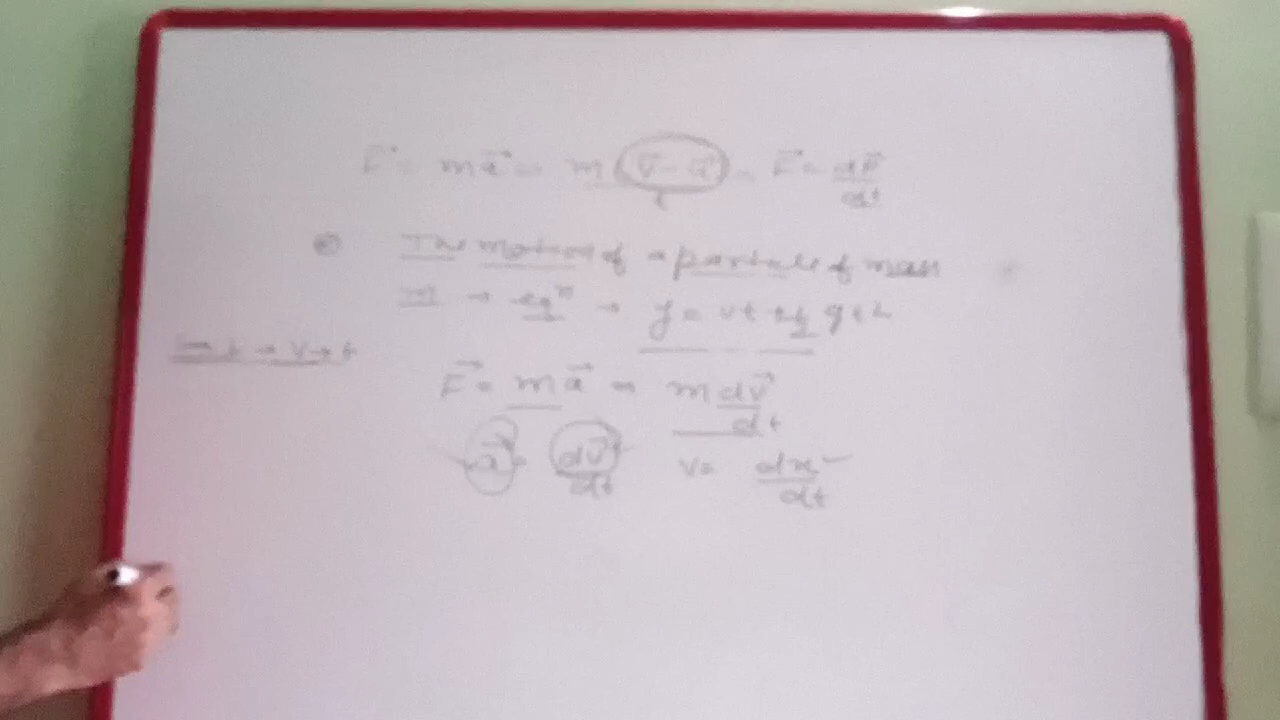 F⃗ = ma⃗ = m (v⃗ - u⃗) / t = F⃗ = dp⃗/dt
The motion of a particle of mass
m → eqⁿ → y = vt + ½ gt²
→ v → t
F⃗ = ma⃗ = m dv⃗/dt
a⃗ = dv⃗/dt v = dx/dt